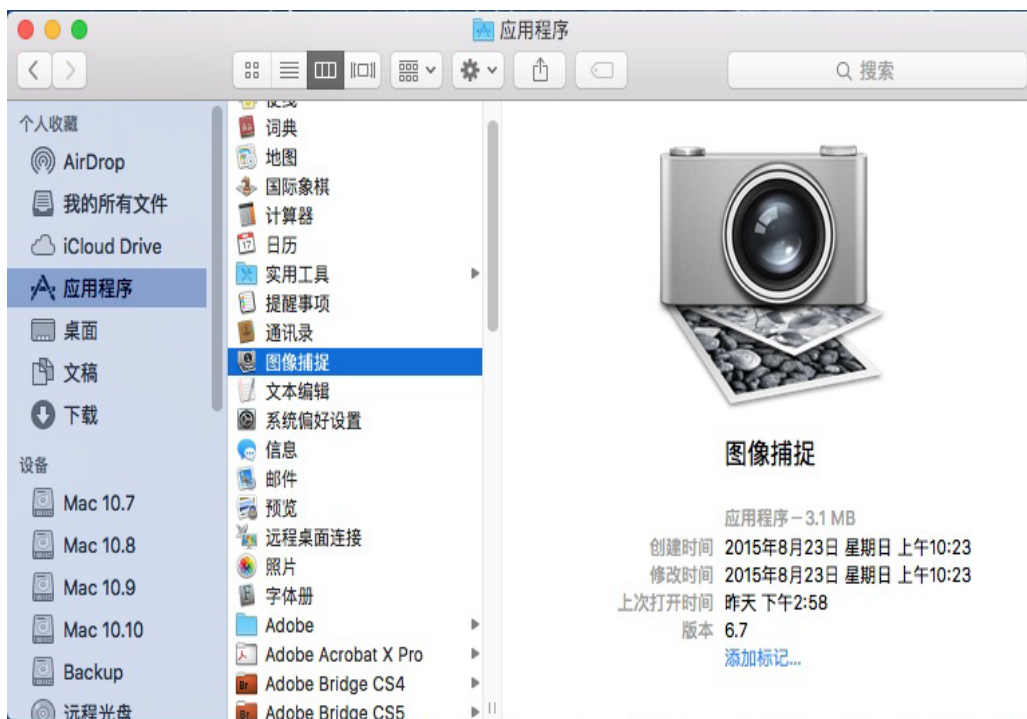 应用程序
搜索
个人收藏
AirDrop
我的所有文件
iCloud Drive
应用程序
桌面
文稿
下载
设备
Mac 10.7
Mac 10.8
Mac 10.9
Mac 10.10
Backup
远程光盘
词典
地图
国际象棋
计算器
日历
实用工具
提醒事项
通讯录
图像捕捉
文本编辑
系统偏好设置
信息
邮件
预览
远程桌面连接
照片
字体册
Adobe
Adobe Acrobat X Pro
Adobe Bridge CS4
Adobe Bridge CS5
图像捕捉
应用程序 – 3.1 MB
创建时间 2015年8月23日 星期日 上午10:23
修改时间 2015年8月23日 星期日 上午10:23
上次打开时间 昨天 下午2:58
版本 6.7
添加标记...